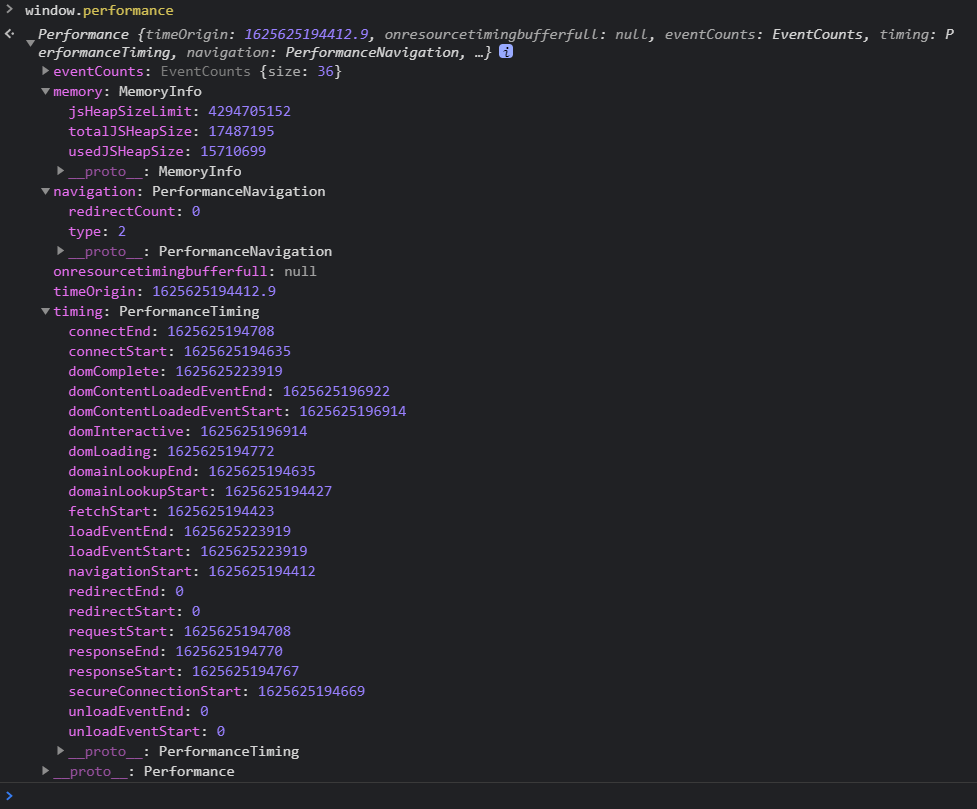 > window.performance
Performance {timeOrigin: 1625625194412.9, onresourcetimingbufferfull: null, eventCounts: EventCounts, timing: P
erformanceTiming, navigation: PerformanceNavigation, …} i
eventCounts: EventCounts {size: 36}
memory: MemoryInfo
jsHeapSizeLimit: 4294705152
totalJSHeapSize: 17487195
usedJSHeapSize: 15710699
__proto__: MemoryInfo
navigation: PerformanceNavigation
redirectCount: 0
type: 2
__proto__: PerformanceNavigation
onresourcetimingbufferfull: null
timeOrigin: 1625625194412.9
timing: PerformanceTiming
connectEnd: 1625625194708
connectStart: 1625625194635
domComplete: 1625625223919
domContentLoadedEventEnd: 1625625196922
domContentLoadedEventStart: 1625625196914
domInteractive: 1625625196914
domLoading: 1625625194772
domainLookupEnd: 1625625194635
domainLookupStart: 1625625194427
fetchStart: 1625625194423
loadEventEnd: 1625625223919
loadEventStart: 1625625223919
navigationStart: 1625625194412
redirectEnd: 0
redirectStart: 0
requestStart: 1625625194708
responseEnd: 1625625194770
responseStart: 1625625194767
secureConnectionStart: 1625625194669
unloadEventEnd: 0
unloadEventStart: 0
__proto__: PerformanceTiming
__proto__: Performance
>